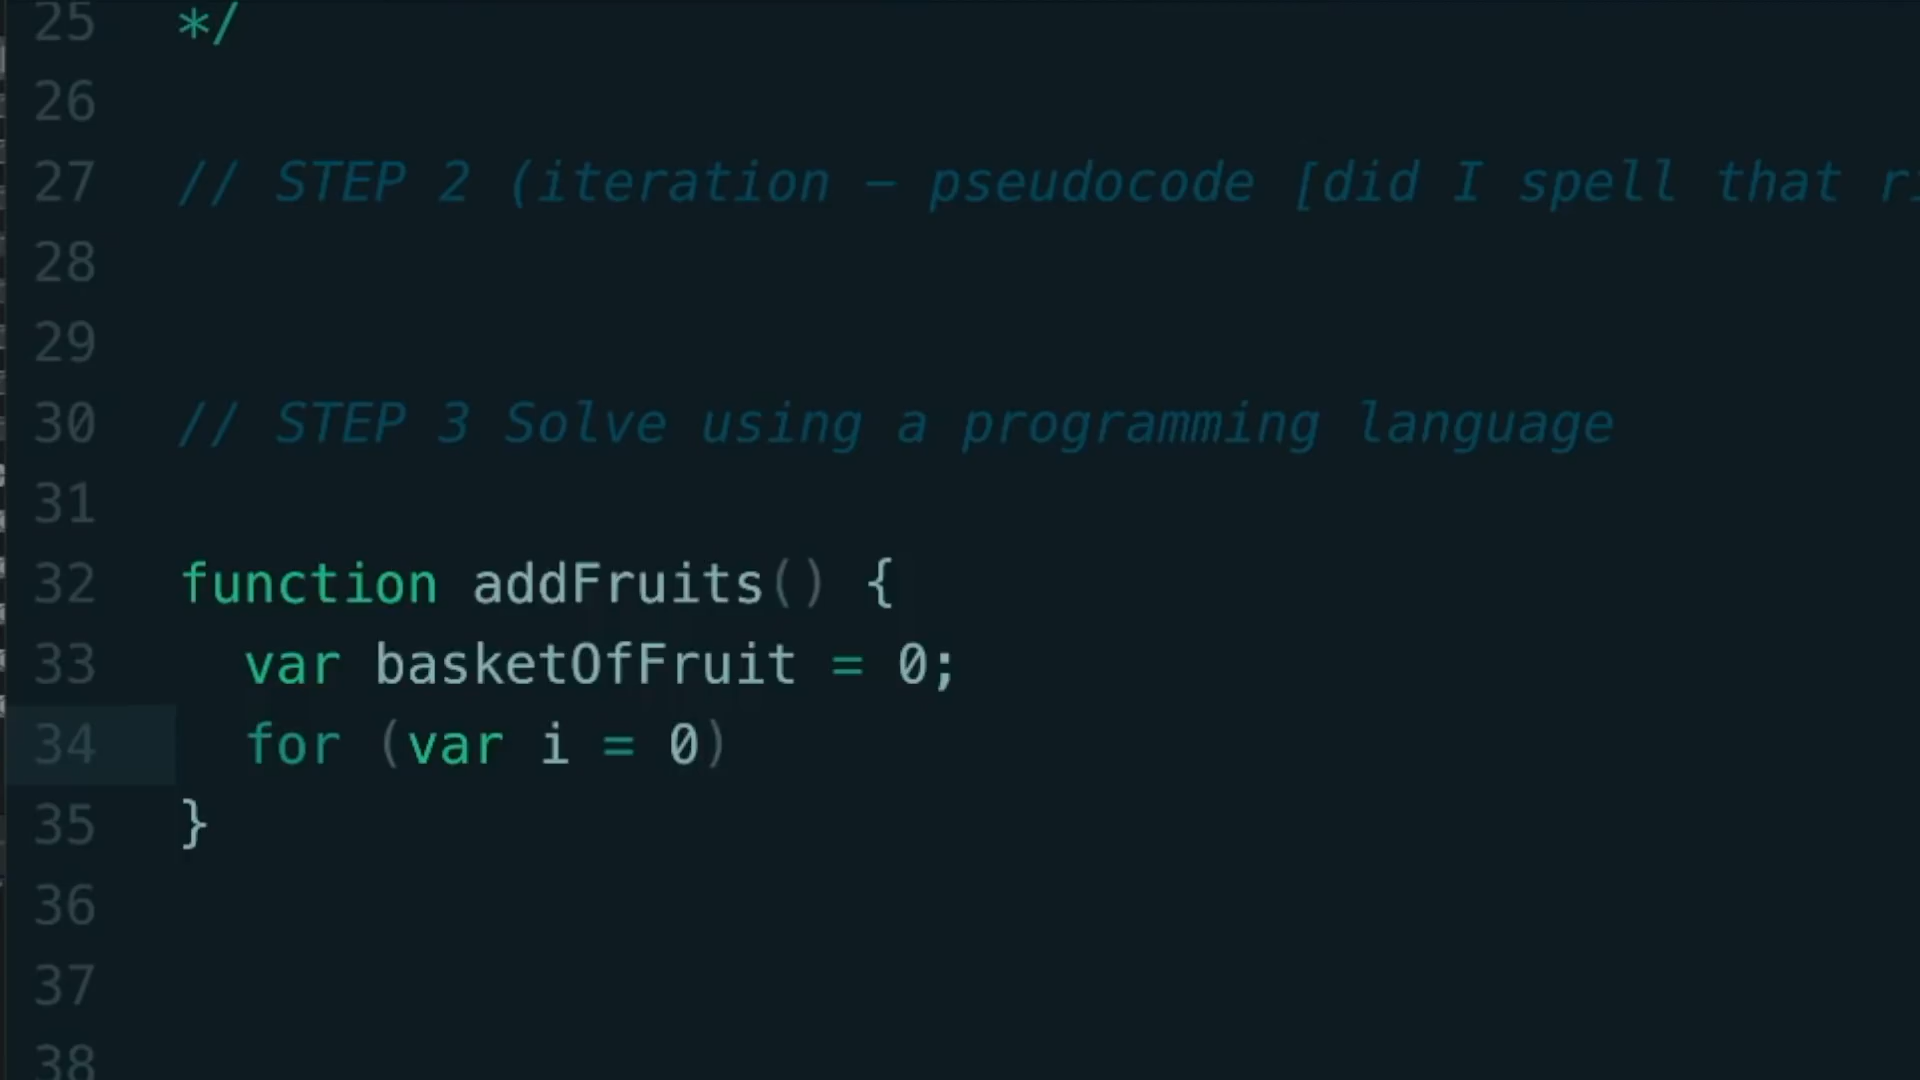 25 */
26
27 // STEP 2 (iteration – pseudocode [did I spell that
28
29
30 // STEP 3 Solve using a programming language
31
32 function addFruits() {
33 var basketOfFruit = 0;
34 for (var i = 0)
35 }
36
37
38